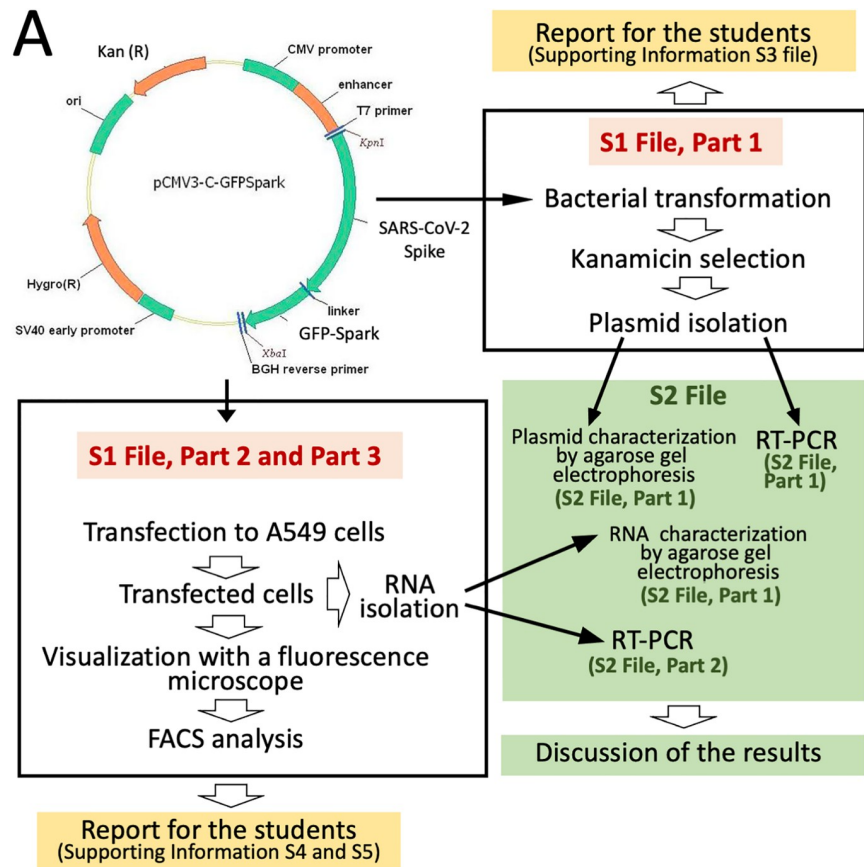 A
Kan (R)
CMV promoter
enhancer
ori
T7 primer
KpnI
pCMV3-C-GFPSpark
SARS-CoV-2
Spike
Hygro(R)
linker
SV40 early promoter
GFP-Spark
XbaI
BGH reverse primer
Report for the students
(Supporting Information S3 file)
S1 File, Part 1
Bacterial transformation
Kanamicin selection
Plasmid isolation
S2 File
Plasmid characterization
by agarose gel
electrophoresis
(S2 File, Part 1)
RT-PCR
(S2 File,
Part 1)
RNA characterization
by agarose gel
electrophoresis
(S2 File, Part 1)
RT-PCR
(S2 File, Part 2)
Discussion of the results
S1 File, Part 2 and Part 3
Transfection to A549 cells
Transfected cells
RNA
isolation
Visualization with a fluorescence
microscope
FACS analysis
Report for the students
(Supporting Information S4 and S5)